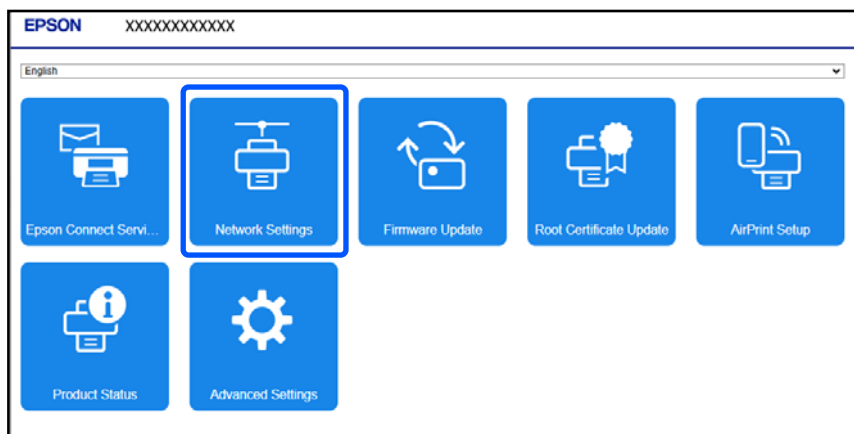 EPSON XXXXXXXXXXXX
English
Epson Connect Servi...
Network Settings
Firmware Update
Root Certificate Update
AirPrint Setup
Product Status
Advanced Settings